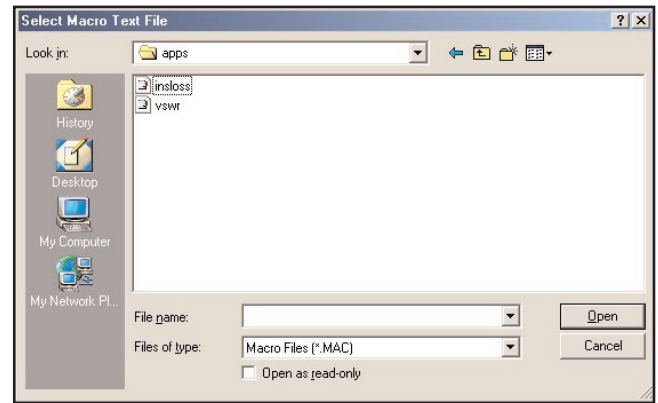 Select Macro Text File
Look in:
apps
History
Desktop
My Computer
My Network Pl...
insloss
vswr
File name:
Open
Files of type:
Macro Files (*.MAC)
Cancel
Open as read-only